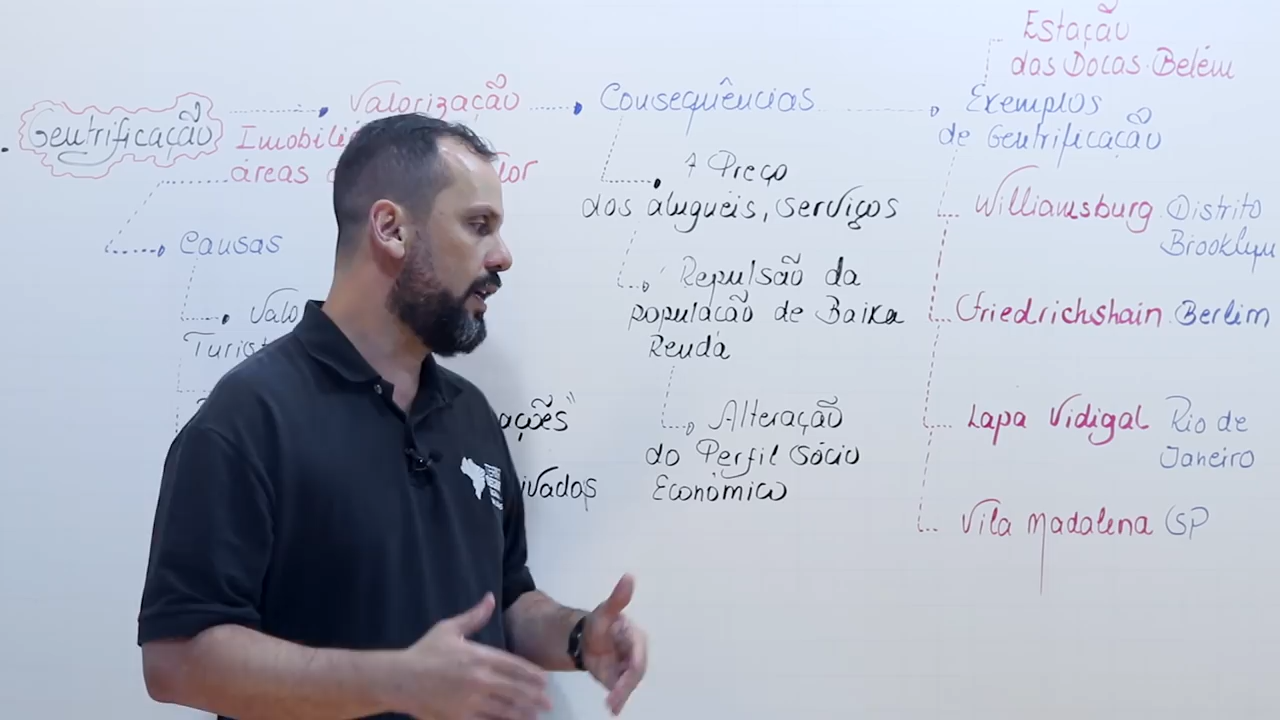 Gentrificação
Valorização
Imobili
áreas
lor
Causas
Valo
Turist
ações"
ivados
Consequências
↑ Preço
dos alugueis, serviços
Repulsão da
população de Baixa
Renda
Alteração
do Perfil Sócio
Econômico
Estação
das Docas Belém
Exemplos
de Gentrificação
Williamsburg Distrito
Brooklyn
Friedrichshain Berlim
Lapa Vidigal Rio de
Janeiro
Vila Madalena SP